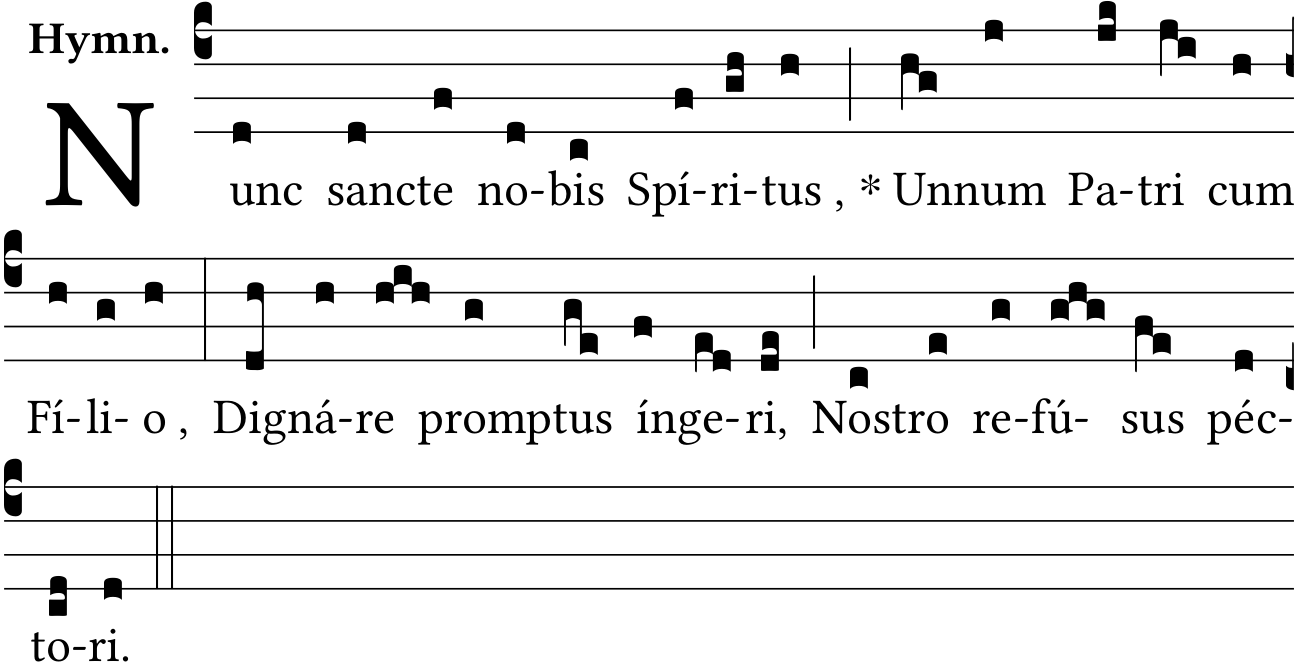 Hymn.
Nunc sancte no-bis Spí-ri-tus , * Unnum Pa-tri cum
Fí-li- o , Digná-re promptus ínge-ri, Nostro re-fú- sus péc-
to-ri.